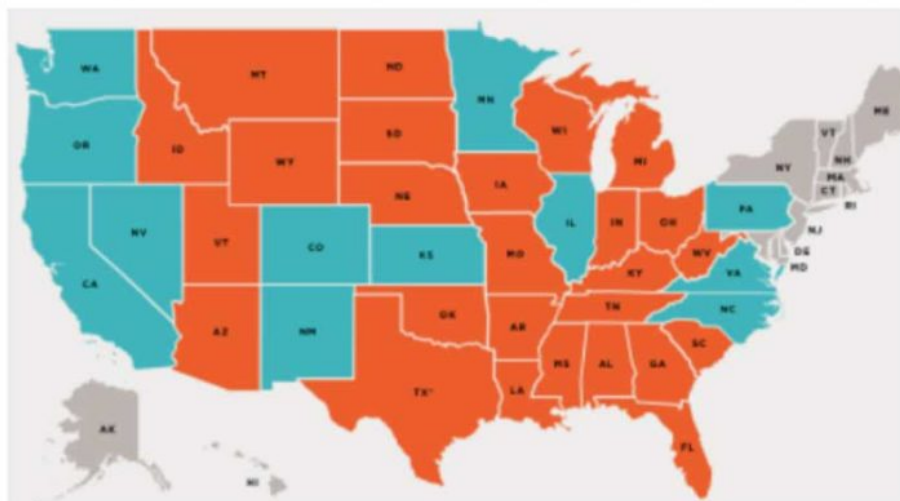 WA
MT
ND
MN
ME
VT
OR
ID
SD
WI
MI
NY
NH
WY
MA
CT
RI
NE
IA
PA
NV
UT
CO
KS
IL
IN
OH
NJ
CA
MO
WV
DE
MD
KY
VA
AZ
NM
OK
AR
TN
NC
SC
TX*
LA
MS
AL
GA
AK
FL
HI